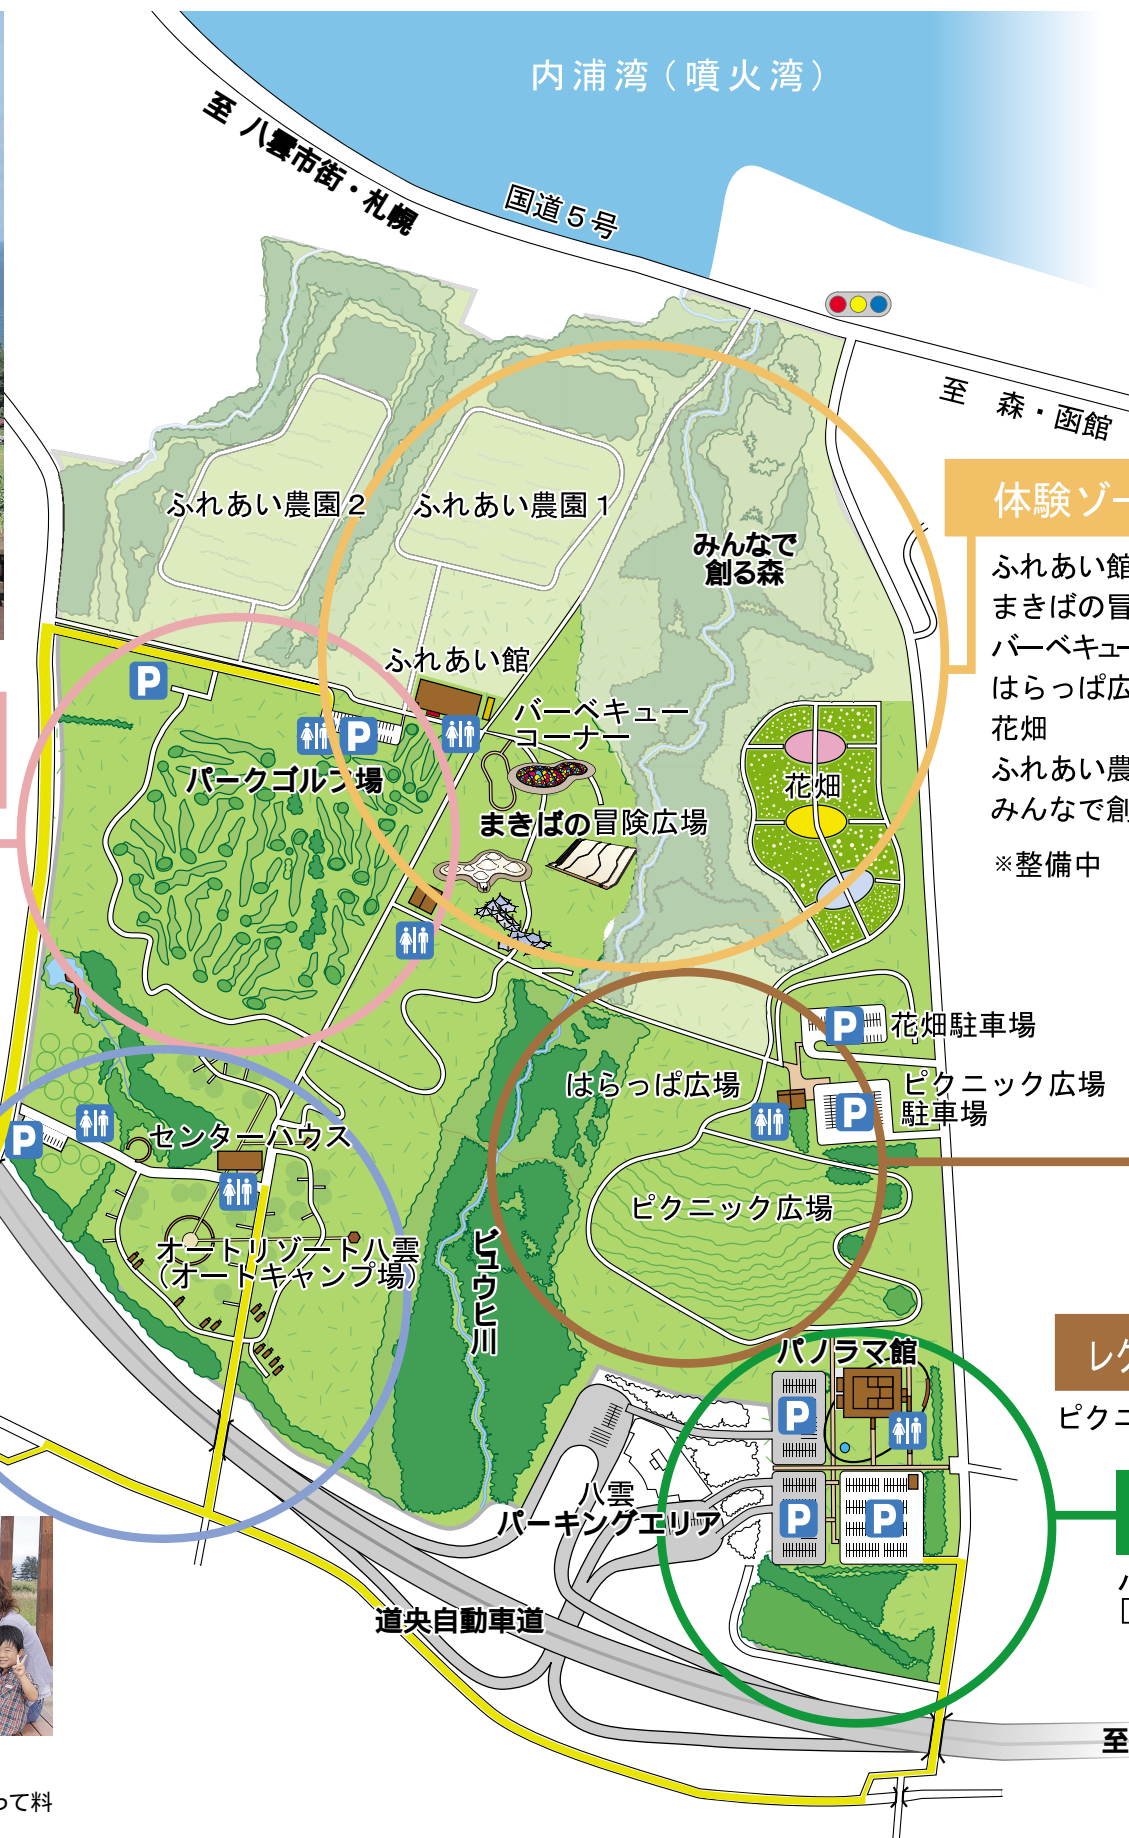 内浦湾（噴火湾）
至 八雲市街・札幌
国道５号
至 森・函館
体験ゾー
ふれあい農園２
ふれあい農園１
みんなで
創る森
ふれあい館
まきばの冒
バーベキュー
はらっぱ広
花畑
ふれあい農
みんなで創
※整備中
ふれあい館
P
P
バーベキュー
コーナー
パークゴルフ場
花畑
まきばの冒険広場
P
花畑駐車場
はらっぱ広場
ピクニック広場
駐車場
P
P
センターハウス
ピクニック広場
オートリゾート八雲
（オートキャンプ場）
ビュウヒ川
パノラマ館
P
ピクニ
八雲
パーキングエリア
P
P
道央自動車道
至
って料